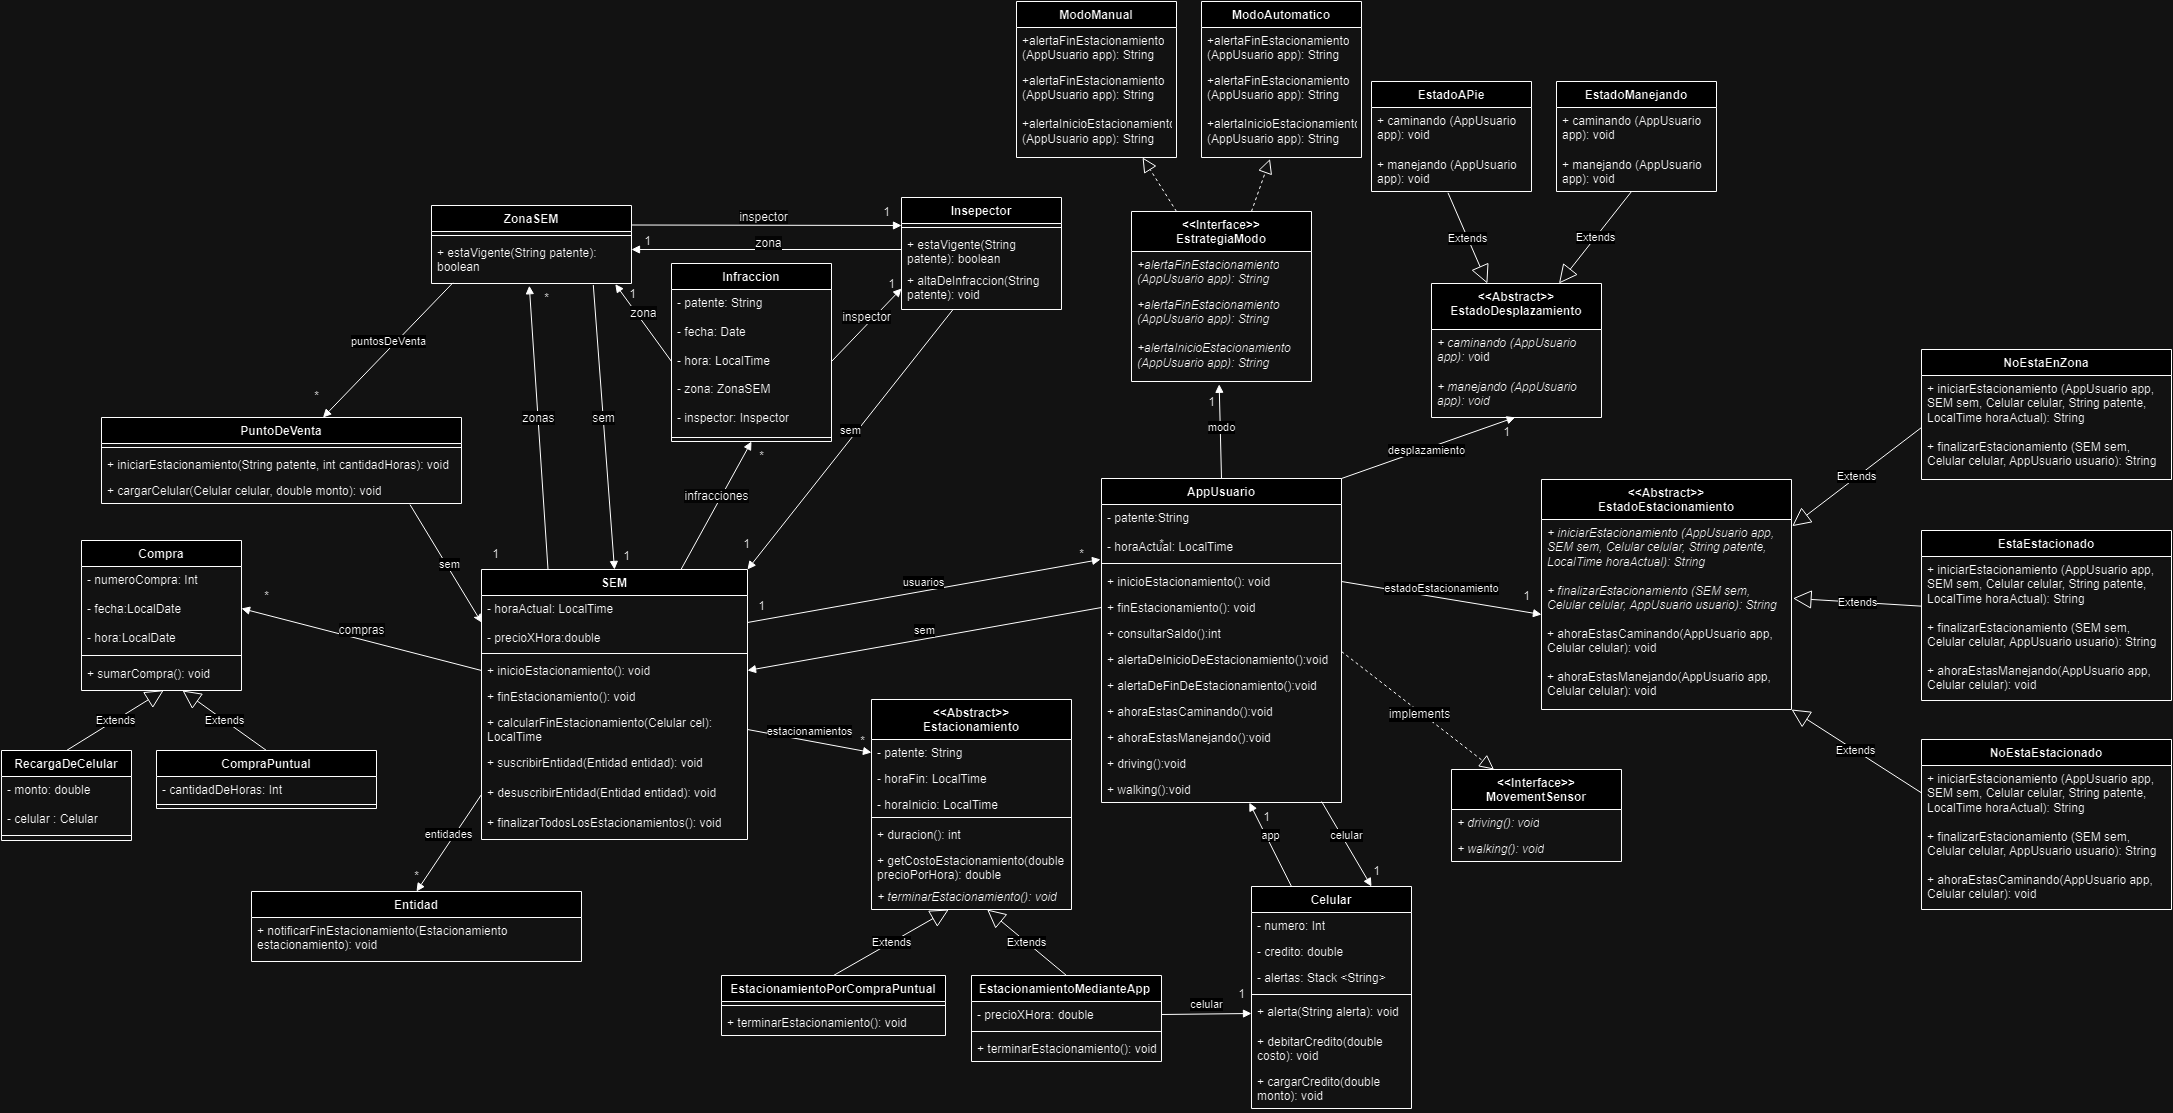 ModoManual
+alertaFinEstacionamiento
(AppUsuario app): String
+alertaFinEstacionamiento
(AppUsuario app): String
+alertaInicioEstacionamiento
(AppUsuario app): String
ModoAutomatico
+alertaFinEstacionamiento
(AppUsuario app): String
+alertaFinEstacionamiento
(AppUsuario app): String
+alertaInicioEstacionamiento
(AppUsuario app): String
EstadoAPie
+ caminando (AppUsuario
app): void
+ manejando (AppUsuario
app): void
EstadoManejando
+ caminando (AppUsuario
app): void
+ manejando (AppUsuario
app): void
Extends
Extends
ZonaSEM
+ estaVigente(String patente):
boolean
inspector
1
1
zona
Insepector
+ estaVigente(String
patente): boolean
+ altaDeInfraccion(String
patente): void
Infraccion
- patente: String
- fecha: Date
- hora: LocalTime
- zona: ZonaSEM
- inspector: Inspector
1
zona
1
inspector
<<Interface>>
EstrategiaModo
+alertaFinEstacionamiento
(AppUsuario app): String
+alertaFinEstacionamiento
(AppUsuario app): String
+alertaInicioEstacionamiento
(AppUsuario app): String
<<Abstract>>
EstadoDesplazamiento
+ caminando (AppUsuario
app): void
+ manejando (AppUsuario
app): void
puntosDeVenta
*
*
zonas
sem
1
sem
1
infracciones
*
1
modo
desplazamiento
1
PuntoDeVenta
+ iniciarEstacionamiento(String patente, int cantidadHoras): void
+ cargarCelular(Celular celular, double monto): void
sem
1
NoEstaEnZona
+ iniciarEstacionamiento (AppUsuario app,
SEM sem, Celular celular, String patente,
LocalTime horaActual): String
+ finalizarEstacionamiento (SEM sem,
Celular celular, AppUsuario usuario): String
Extends
Compra
- numeroCompra: Int
- fecha:LocalDate
- hora:LocalDate
+ sumarCompra(): void
*
compras
Extends
Extends
RecargaDeCelular
- monto: double
- celular : Celular
CompraPuntual
- cantidadDeHoras: Int
SEM
- horaActual: LocalTime
- precioXHora:double
+ inicioEstacionamiento(): void
+ finEstacionamiento(): void
+ calcularFinEstacionamiento(Celular cel):
LocalTime
+ suscribirEntidad(Entidad entidad): void
+ desuscribirEntidad(Entidad entidad): void
+ finalizarTodosLosEstacionamientos(): void
usuarios
*
1
sem
estacionamientos
*
entidades
*
Entidad
+ notificarFinEstacionamiento(Estacionamiento
estacionamiento): void
AppUsuario
- patente:String
*
- horaActual: LocalTime
+ inicioEstacionamiento(): void
+ finEstacionamiento(): void
+ consultarSaldo():int
+ alertaDeInicioDeEstacionamiento():void
+ alertaDeFinDeEstacionamiento():void
+ ahoraEstasCaminando():void
+ ahoraEstasManejando():void
+ driving():void
+ walking():void
estadoEstacionamiento
1
implements
<<Abstract>>
EstadoEstacionamiento
+ iniciarEstacionamiento (AppUsuario app,
SEM sem, Celular celular, String patente,
LocalTime horaActual): String
+ finalizarEstacionamiento (SEM sem,
Celular celular, AppUsuario usuario): String
+ ahoraEstasCaminando(AppUsuario app,
Celular celular): void
+ ahoraEstasManejando(AppUsuario app,
Celular celular): void
Extends
EstaEstacionado
+ iniciarEstacionamiento (AppUsuario app,
SEM sem, Celular celular, String patente,
LocalTime horaActual): String
+ finalizarEstacionamiento (SEM sem,
Celular celular, AppUsuario usuario): String
+ ahoraEstasManejando(AppUsuario app,
Celular celular): void
Extends
NoEstaEstacionado
+ iniciarEstacionamiento (AppUsuario app,
SEM sem, Celular celular, String patente,
LocalTime horaActual): String
+ finalizarEstacionamiento (SEM sem,
Celular celular, AppUsuario usuario): String
+ ahoraEstasCaminando(AppUsuario app,
Celular celular): void
<<Abstract>>
Estacionamiento
- patente: String
- horaFin: LocalTime
- horaInicio: LocalTime
+ duracion(): int
+ getCostoEstacionamiento(double
precioPorHora): double
+ terminarEstacionamiento(): void
Extends
Extends
EstacionamientoPorCompraPuntual
+ terminarEstacionamiento(): void
EstacionamientoMedianteApp
- precioXHora: double
+ terminarEstacionamiento(): void
celular
1
1
app
celular
1
<<Interface>>
MovementSensor
+ driving(): void
+ walking(): void
Celular
- numero: Int
- credito: double
- alertas: Stack <String>
+ alerta(String alerta): void
+ debitarCredito(double
costo): void
+ cargarCredito(double
monto): void